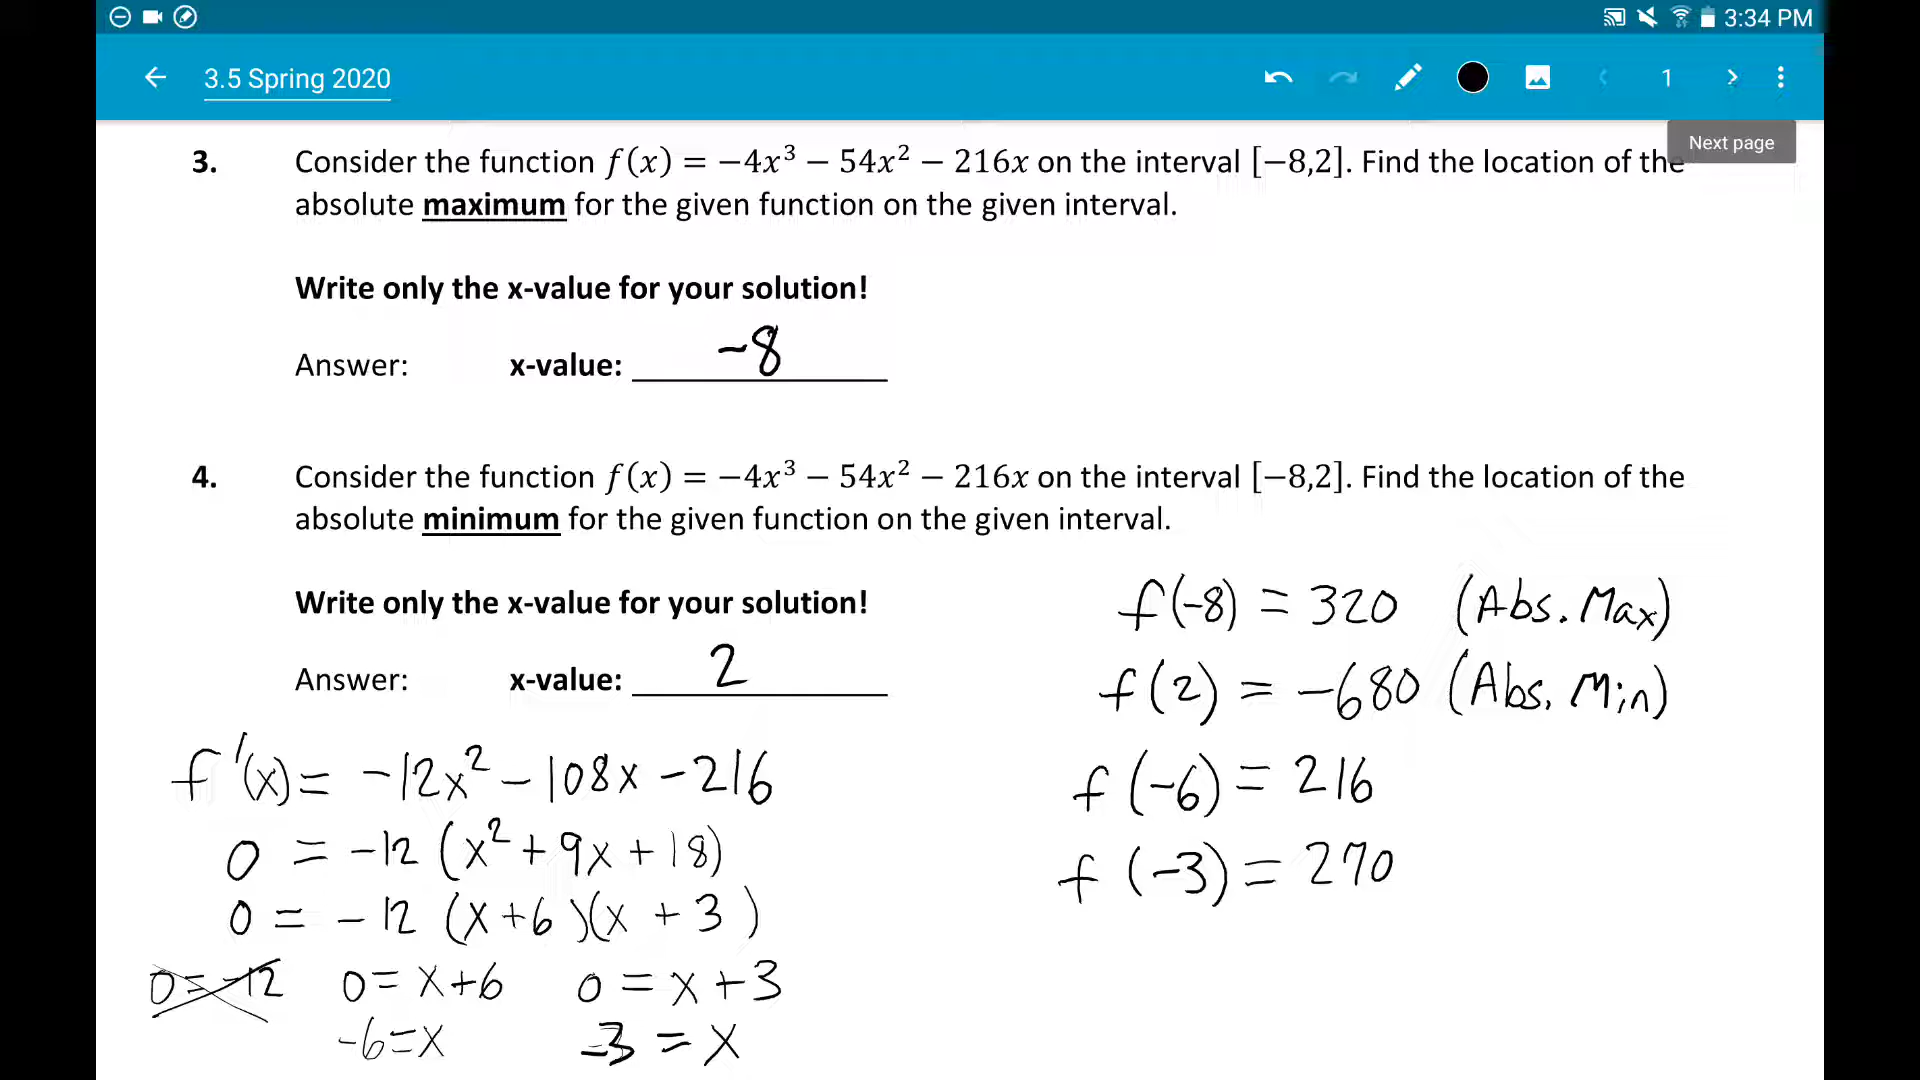 3:34 PM
3.5 Spring 2020
1
Next page
3. Consider the function f(x) = −4x³ − 54x² − 216x on the interval [−8,2]. Find the location of the
absolute maximum for the given function on the given interval.
Write only the x-value for your solution!
Answer: x-value: -8
4. Consider the function f(x) = −4x³ − 54x² − 216x on the interval [−8,2]. Find the location of the
absolute minimum for the given function on the given interval.
Write only the x-value for your solution!
Answer: x-value: 2
f(-8) = 320 (Abs. Max)
f(2) = -680 (Abs. Min)
f(-6) = 216
f(-3) = 270
f'(x) = -12x² - 108x - 216
0 = -12 (x² + 9x + 18)
0 = -12 (x+6)(x + 3)
0 = -12 0 = x+6 0 = x+3
-6 = x -3 = x